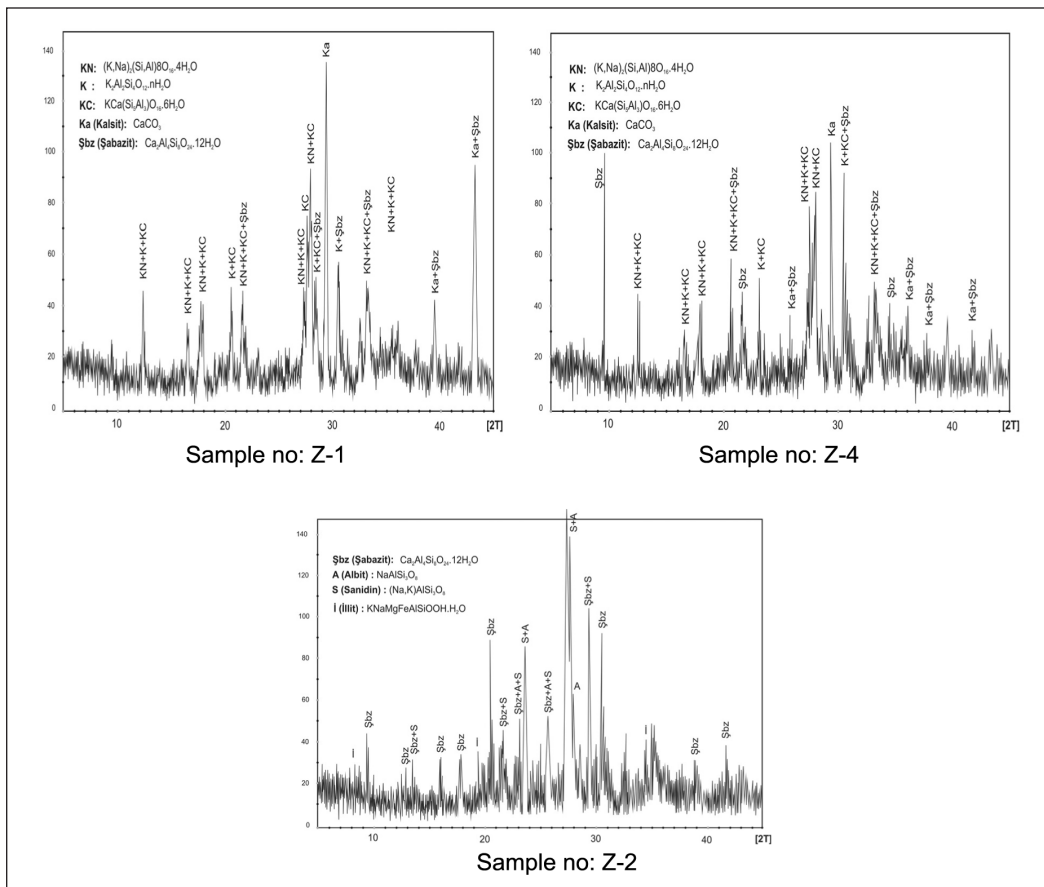 KN: (K,Na)₂(Si,Al)8O₁₆.4H₂O
K : K₂Al₂Si₄O₁₂.nH₂O
KC: KCa(Si₅Al₃)O₁₆.6H₂O
Ka (Kalsit): CaCO₃
Şbz (Şabazit): Ca₂Al₄Si₈O₂₄.12H₂O
140
120
100
80
60
40
20
0
KN+K+KC
KN+K+KC
KN+K+KC
K+KC
KN+K+KC+Şbz
KN+K+KC
KC
KN+KC
K+KC+Şbz
Ka
K+Şbz
KN+K+KC+Şbz
KN+K+KC
Ka+Şbz
Ka+Şbz
10 20 30 40 [2T]
Sample no: Z-1
KN: (K,Na)₂(Si,Al)8O₁₆.4H₂O
K : K₂Al₂Si₄O₁₂.nH₂O
KC: KCa(Si₅Al₃)O₁₆.6H₂O
Ka (Kalsit): CaCO₃
Şbz (Şabazit): Ca₂Al₄Si₈O₂₄.12H₂O
140
120
100
80
60
40
20
0
Şbz
KN+K+KC
KN+K+KC
KN+K+KC
KN+K+KC+Şbz
Şbz
K+KC
Ka+Şbz
KN+K+KC
KN+KC
Ka
K+KC+Şbz
KN+K+KC+Şbz
Şbz
Ka+Şbz
Ka+Şbz
Ka+Şbz
10 20 30 40 [2T]
Sample no: Z-4
Şbz (Şabazit): Ca₂Al₄Si₈O₂₄.12H₂O
A (Albit) : NaAlSi₃O₈
S (Sanidin) : (Na,K)AlSi₃O₈
İ (İllit) : KNaMgFeAlSiOOH.H₂O
140
120
100
80
60
40
20
0
İ
Şbz
Şbz
Şbz+S
Şbz
Şbz
İ
Şbz
Şbz+S
Şbz+A+S
S+A
Şbz+A+S
S+A
A
Şbz+S
Şbz
İ
Şbz
Şbz
10 20 30 40 [2T]
Sample no: Z-2